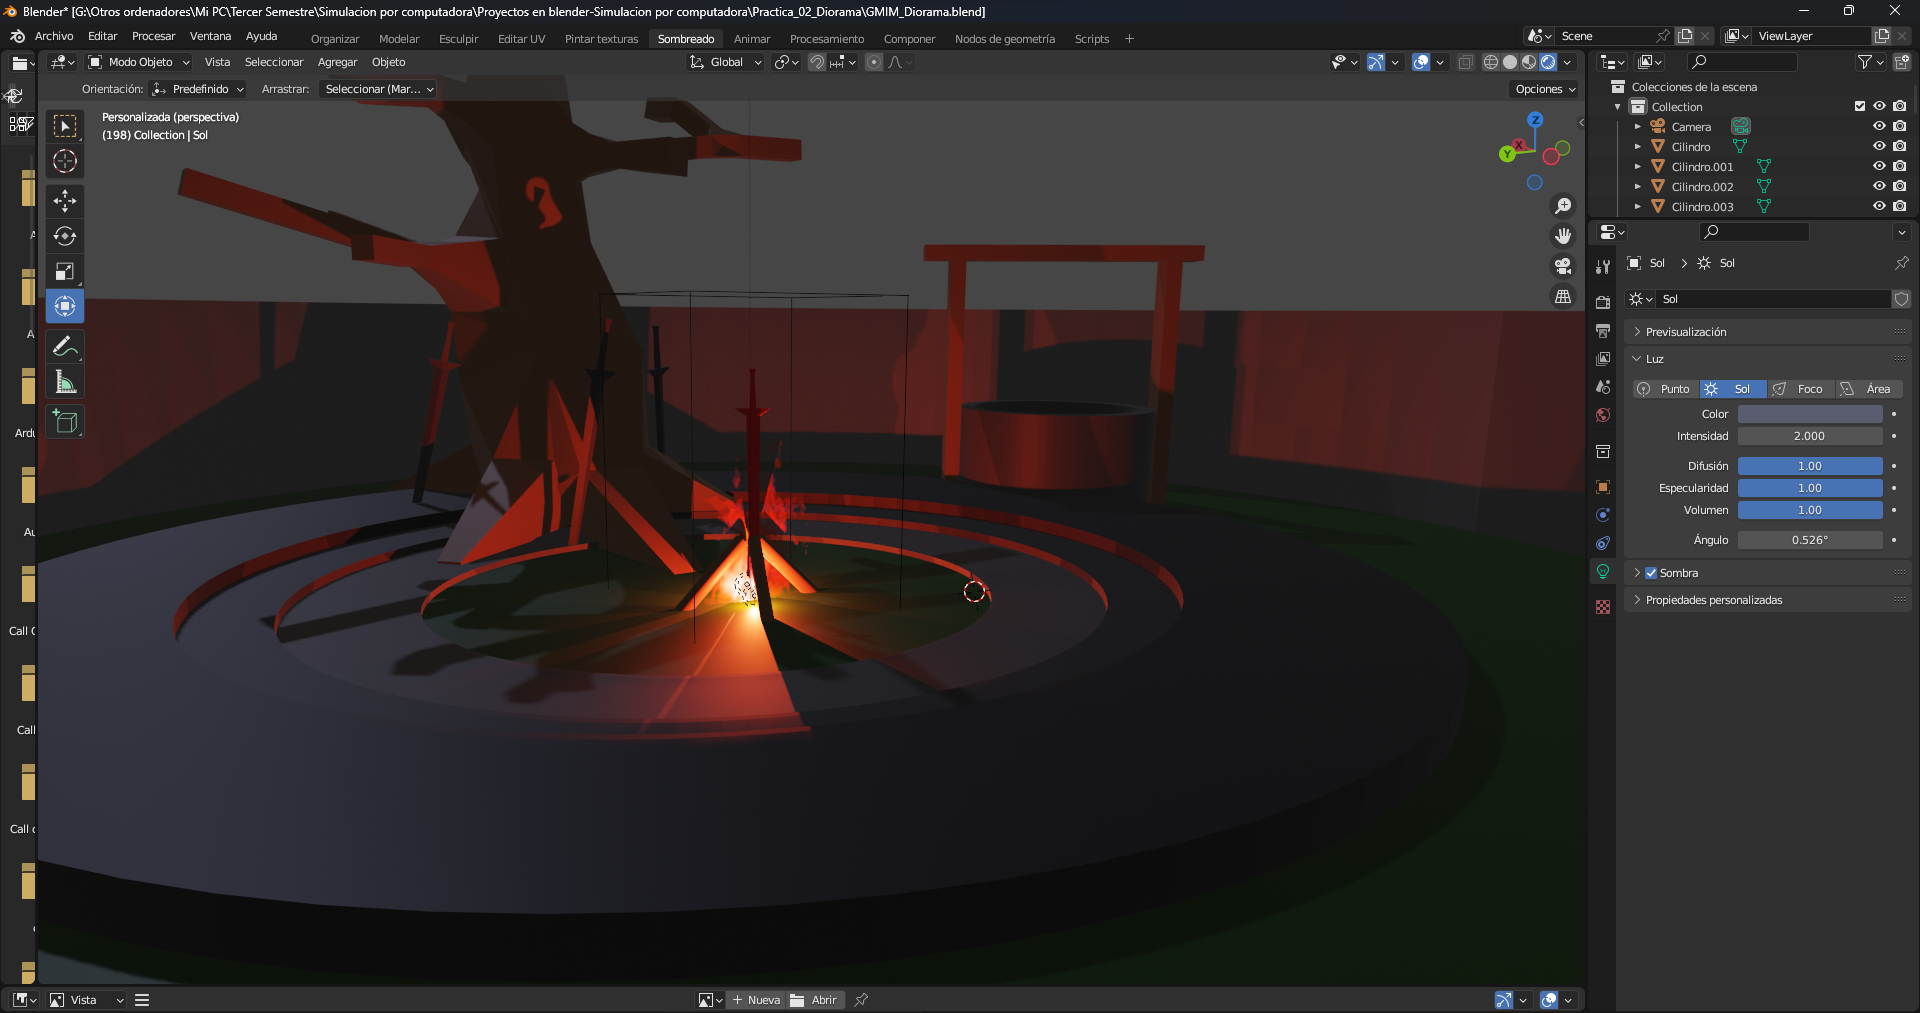 Blender* [G:\Otros ordenadores\Mi PC\Tercer Semestre\Simulacion por computadora\Proyectos en blender-Simulacion por computadora\Practica_02_Diorama\GMIM_Diorama.blend]
Archivo Editar Procesar Ventana Ayuda Organizar Modelar Esculpir Editar UV Pintar texturas Sombreado Animar Procesamiento Componer Nodos de geometría Scripts + Scene ViewLayer
Modo Objeto Vista Seleccionar Agregar Objeto Global
Orientación: Predefinido Arrastrar: Seleccionar (Mar... Opciones
Personalizada (perspectiva)
(198) Collection | Sol
Z
X
Y
Colecciones de la escena
Collection
Camera
Cilindro
Cilindro.001
Cilindro.002
Cilindro.003
Sol > Sol
Sol
Previsualización
Luz
Punto Sol Foco Área
Color
Intensidad 2.000
Difusión 1.00
Especularidad 1.00
Volumen 1.00
Ángulo 0.526°
Sombra
Propiedades personalizadas
A
A
Ardu
Au
Call C
Call
Call c
Vista + Nueva Abrir